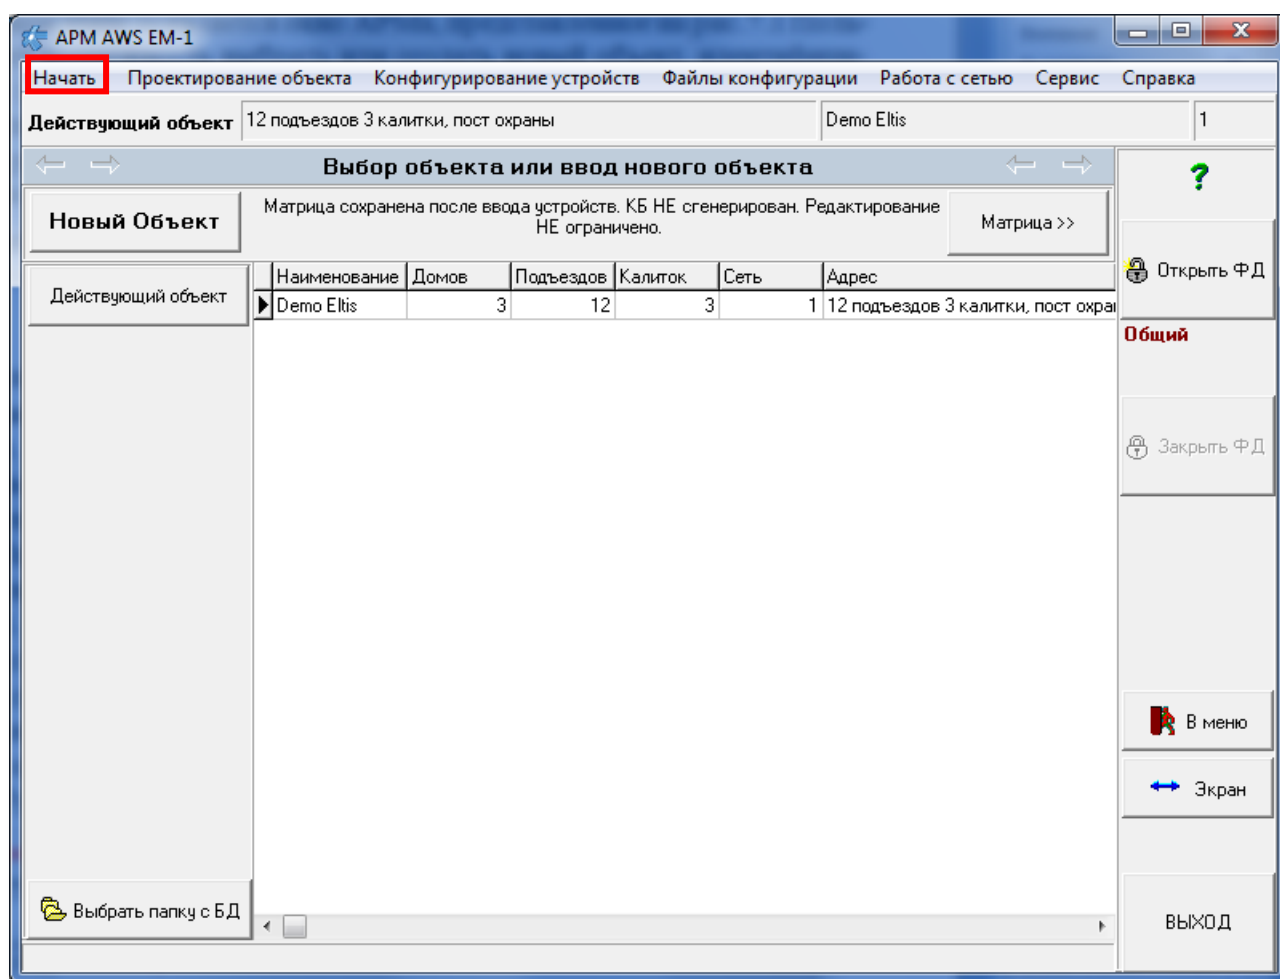 АРМ AWS EM-1
Начать Проектирование объекта Конфигурирование устройств Файлы конфигурации Работа с сетью Сервис Справка
Действующий объект 12 подъездов 3 калитки, пост охраны Demo Eltis 1
Выбор объекта или ввод нового объекта
?
Новый Объект
Матрица сохранена после ввода устройств. КБ НЕ сгенерирован. Редактирование
НЕ ограничено.
Матрица >>
Открыть ФД
Действующий объект
Наименование Домов Подъездов Калиток Сеть Адрес
Demo Eltis 3 12 3 1 12 подъездов 3 калитки, пост охра
Общий
Закрыть ФД
В меню
Экран
Выбрать папку с БД
ВЫХОД